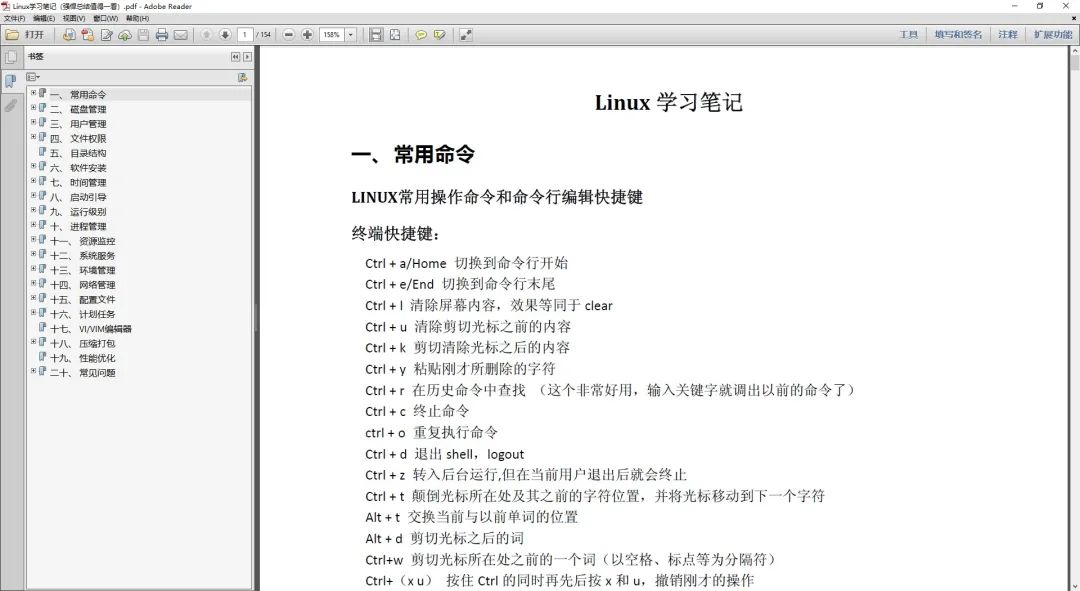 Linux学习笔记（强悍总结值得一看）.pdf - Adobe Reader
文件(F) 编辑(E) 视图(V) 窗口(W) 帮助(H)
打开 1 / 154 158% 工具 填写和签名 注释 扩展功能
书签
一、 常用命令
二、 磁盘管理
三、 用户管理
四、 文件权限
五、 目录结构
六、 软件安装
七、 时间管理
八、 启动引导
九、 运行级别
十、 进程管理
十一、 资源监控
十二、 系统服务
十三、 环境管理
十四、 网络管理
十五、 配置文件
十六、 计划任务
十七、 VI/VIM编辑器
十八、 压缩打包
十九、 性能优化
二十、 常见问题
Linux 学习笔记
一、 常用命令
LINUX常用操作命令和命令行编辑快捷键
终端快捷键：
Ctrl + a/Home 切换到命令行开始
Ctrl + e/End 切换到命令行末尾
Ctrl + l 清除屏幕内容，效果等同于 clear
Ctrl + u 清除剪切光标之前的内容
Ctrl + k 剪切清除光标之后的内容
Ctrl + y 粘贴刚才所删除的字符
Ctrl + r 在历史命令中查找 （这个非常好用，输入关键字就调出以前的命令了）
Ctrl + c 终止命令
ctrl + o 重复执行命令
Ctrl + d 退出 shell，logout
Ctrl + z 转入后台运行,但在当前用户退出后就会终止
Ctrl + t 颠倒光标所在处及其之前的字符位置，并将光标移动到下一个字符
Alt + t 交换当前与以前单词的位置
Alt + d 剪切光标之后的词
Ctrl+w 剪切光标所在处之前的一个词（以空格、标点等为分隔符）
Ctrl+（x u） 按住 Ctrl 的同时再先后按 x 和 u，撤销刚才的操作